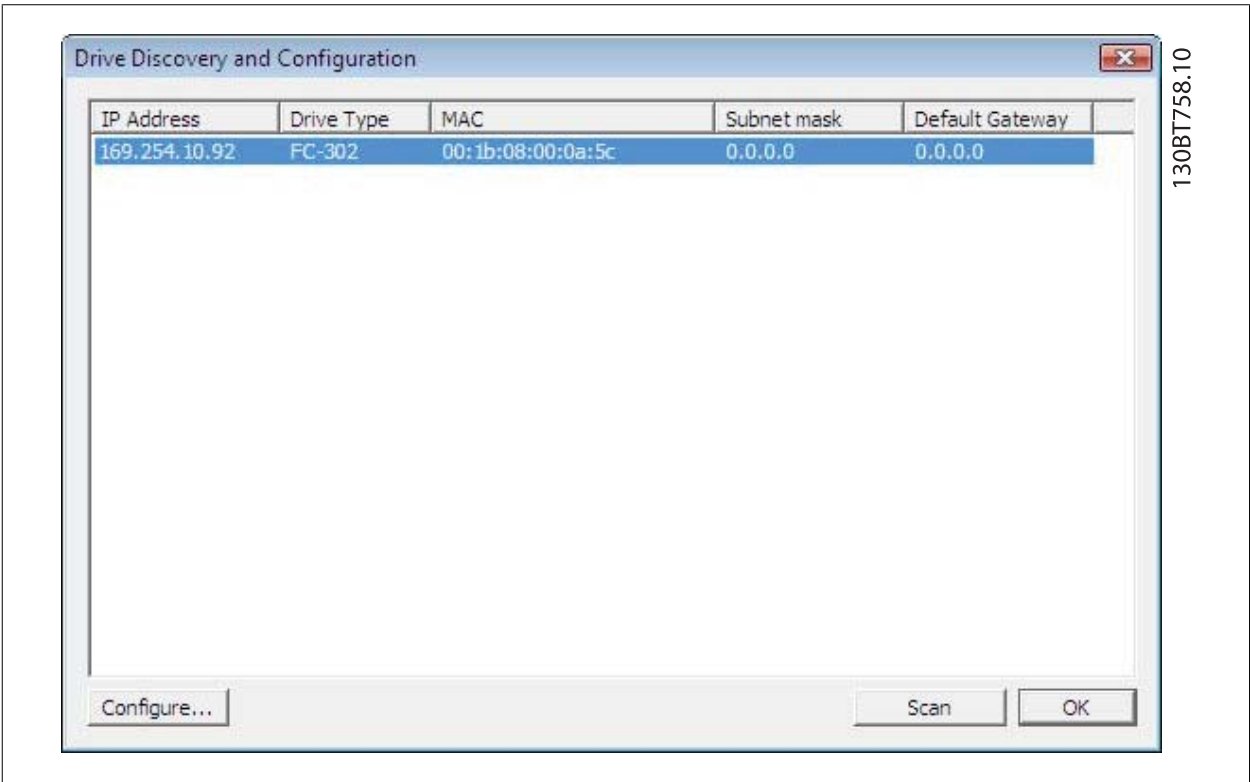 Drive Discovery and Configuration
IP Address Drive Type MAC Subnet mask Default Gateway
169.254.10.92 FC-302 00:1b:08:00:0a:5c 0.0.0.0 0.0.0.0
Configure... Scan OK
130BT758.10